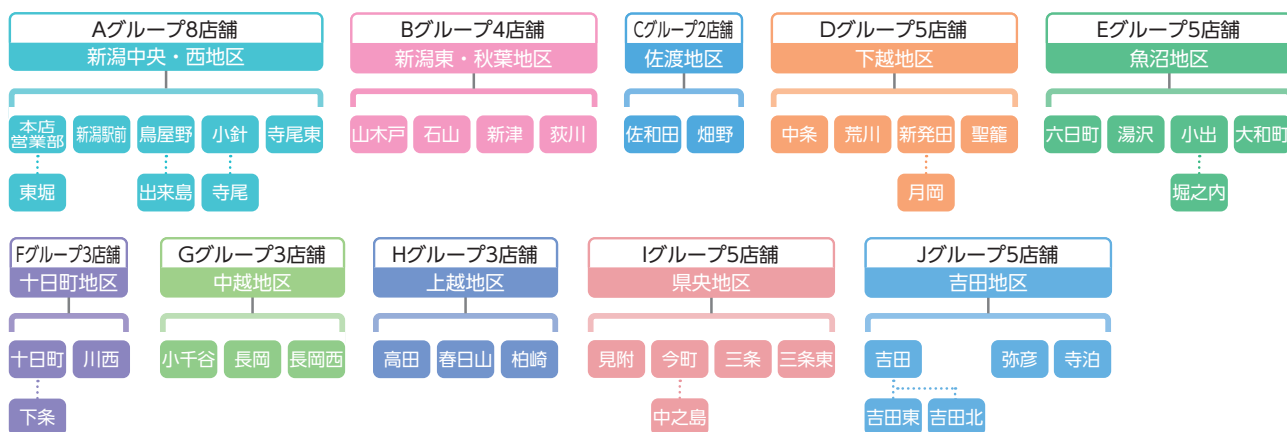 Aグループ8店舗
新潟中央・西地区
本店
営業部
新潟駅前
鳥屋野
小針
寺尾東
東堀
出来島
寺尾
Bグループ4店舗
新潟東・秋葉地区
山木戸
石山
新津
荻川
Cグループ2店舗
佐渡地区
佐和田
畑野
Dグループ5店舗
下越地区
中条
荒川
新発田
聖籠
月岡
Eグループ5店舗
魚沼地区
六日町
湯沢
小出
大和町
堀之内
Fグループ3店舗
十日町地区
十日町
川西
下条
Gグループ3店舗
中越地区
小千谷
長岡
長岡西
Hグループ3店舗
上越地区
高田
春日山
柏崎
Iグループ5店舗
県央地区
見附
今町
三条
三条東
中之島
Jグループ5店舗
吉田地区
吉田
弥彦
寺泊
吉田東
吉田北